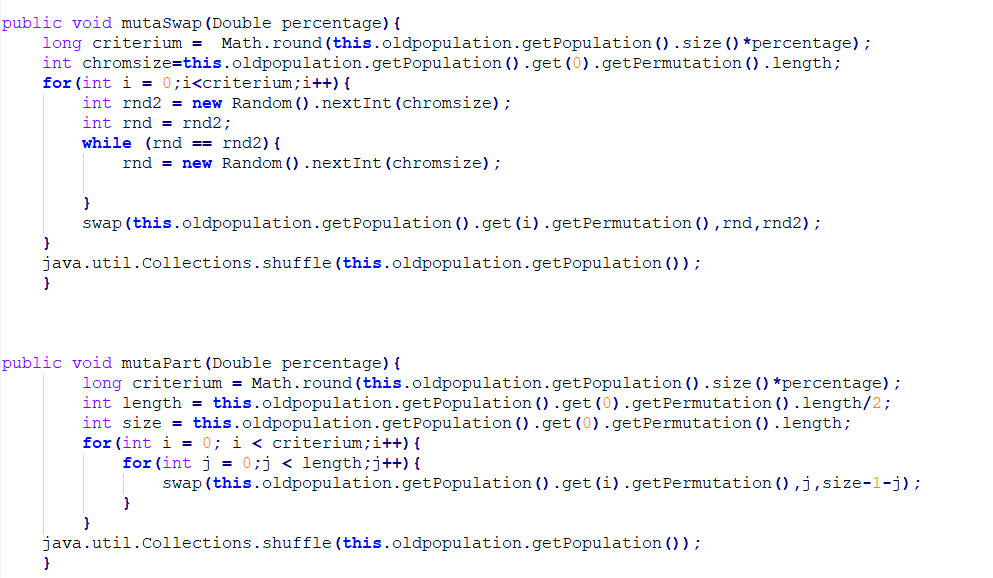 public void mutaSwap(Double percentage){
    long criterium =  Math.round(this.oldpopulation.getPopulation().size()*percentage);
    int chromsize=this.oldpopulation.getPopulation().get(0).getPermutation().length;
    for(int i = 0;i<criterium;i++){
        int rnd2 = new Random().nextInt(chromsize);
        int rnd = rnd2;
        while (rnd == rnd2){
            rnd = new Random().nextInt(chromsize);
        }
        swap(this.oldpopulation.getPopulation().get(i).getPermutation(),rnd,rnd2);
    }
    java.util.Collections.shuffle(this.oldpopulation.getPopulation());
    }
public void mutaPart(Double percentage){
        long criterium = Math.round(this.oldpopulation.getPopulation().size()*percentage);
        int length = this.oldpopulation.getPopulation().get(0).getPermutation().length/2;
        int size = this.oldpopulation.getPopulation().get(0).getPermutation().length;
        for(int i = 0; i < criterium;i++){
            for(int j = 0;j < length;j++){
                swap(this.oldpopulation.getPopulation().get(i).getPermutation(),j,size-1-j);
            }
        }
    java.util.Collections.shuffle(this.oldpopulation.getPopulation());
    }